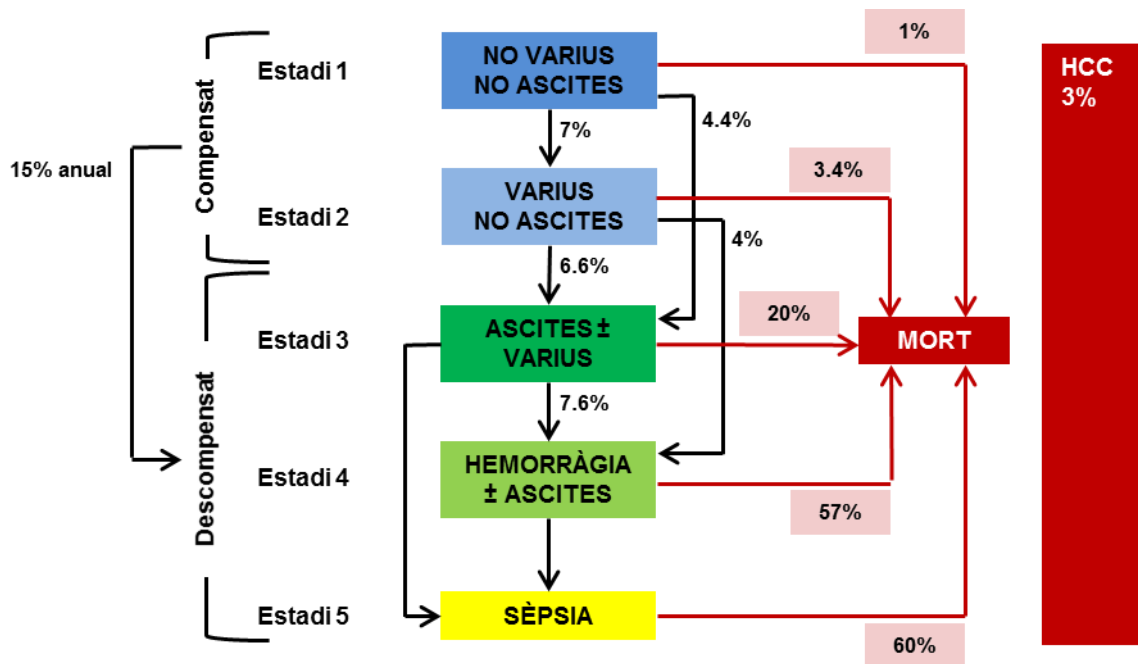 1%
NO VARIUS
NO ASCITES
Estadi 1
HCC
3%
Compensat
4.4%
7%
15% anual
3.4%
VARIUS
NO ASCITES
Estadi 2
4%
6.6%
20%
ASCITES ±
VARIUS
Estadi 3
MORT
7.6%
Descompensat
HEMORRÀGIA
± ASCITES
Estadi 4
57%
SÈPSIA
Estadi 5
60%